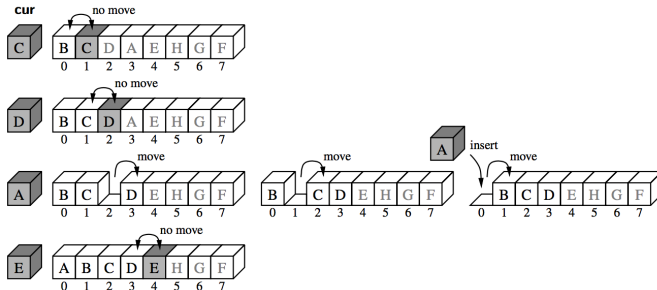 cur
no move
C B C D A E H G F
0 1 2 3 4 5 6 7
no move
D B C D A E H G F
0 1 2 3 4 5 6 7
A insert
move move move
A B C D E H G F B C D E H G F B C D E H G F
0 1 2 3 4 5 6 7 0 1 2 3 4 5 6 7 0 1 2 3 4 5 6 7
no move
E A B C D E H G F
0 1 2 3 4 5 6 7